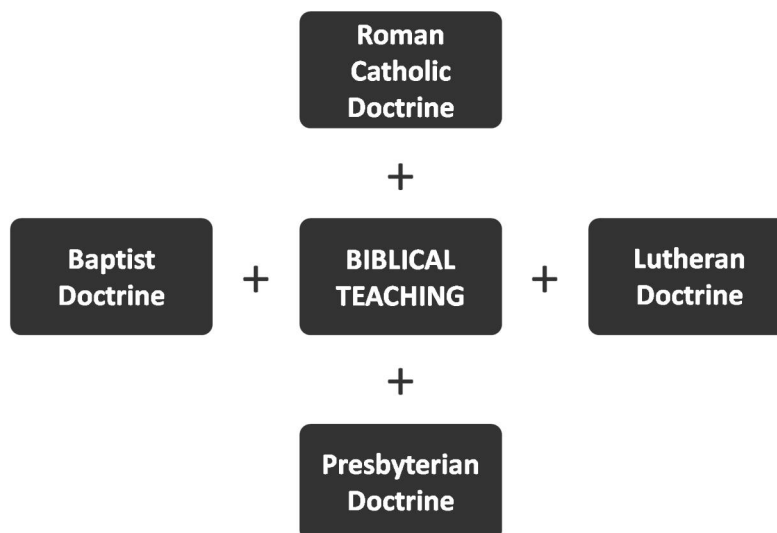 Roman
Catholic
Doctrine
+
Baptist
Doctrine
+
BIBLICAL
TEACHING
+
Lutheran
Doctrine
+
Presbyterian
Doctrine